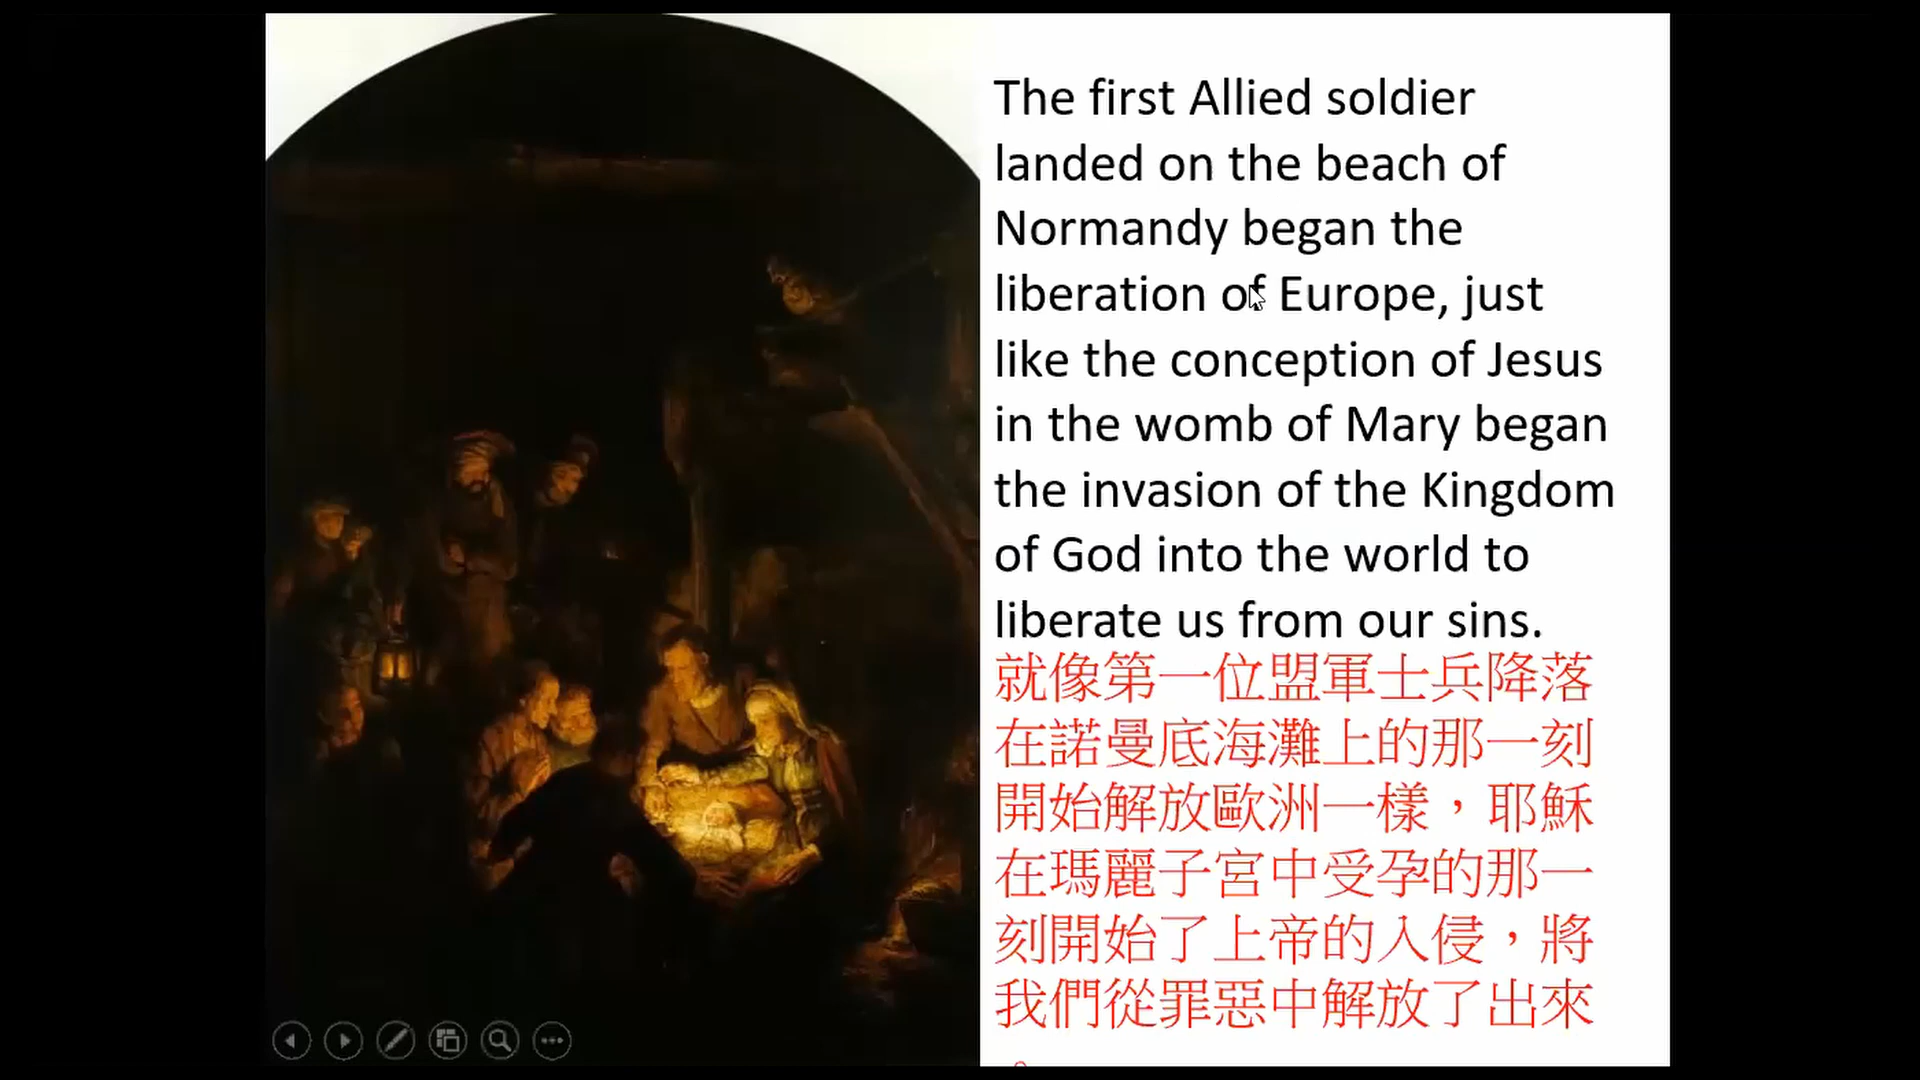 The first Allied soldier
landed on the beach of
Normandy began the
liberation of Europe, just
like the conception of Jesus
in the womb of Mary began
the invasion of the Kingdom
of God into the world to
liberate us from our sins.
就像第一位盟軍士兵降落
在諾曼底海灘上的那一刻
開始解放歐洲一樣，耶穌
在瑪麗子宮中受孕的那一
刻開始了上帝的入侵，將
我們從罪惡中解放了出來
。